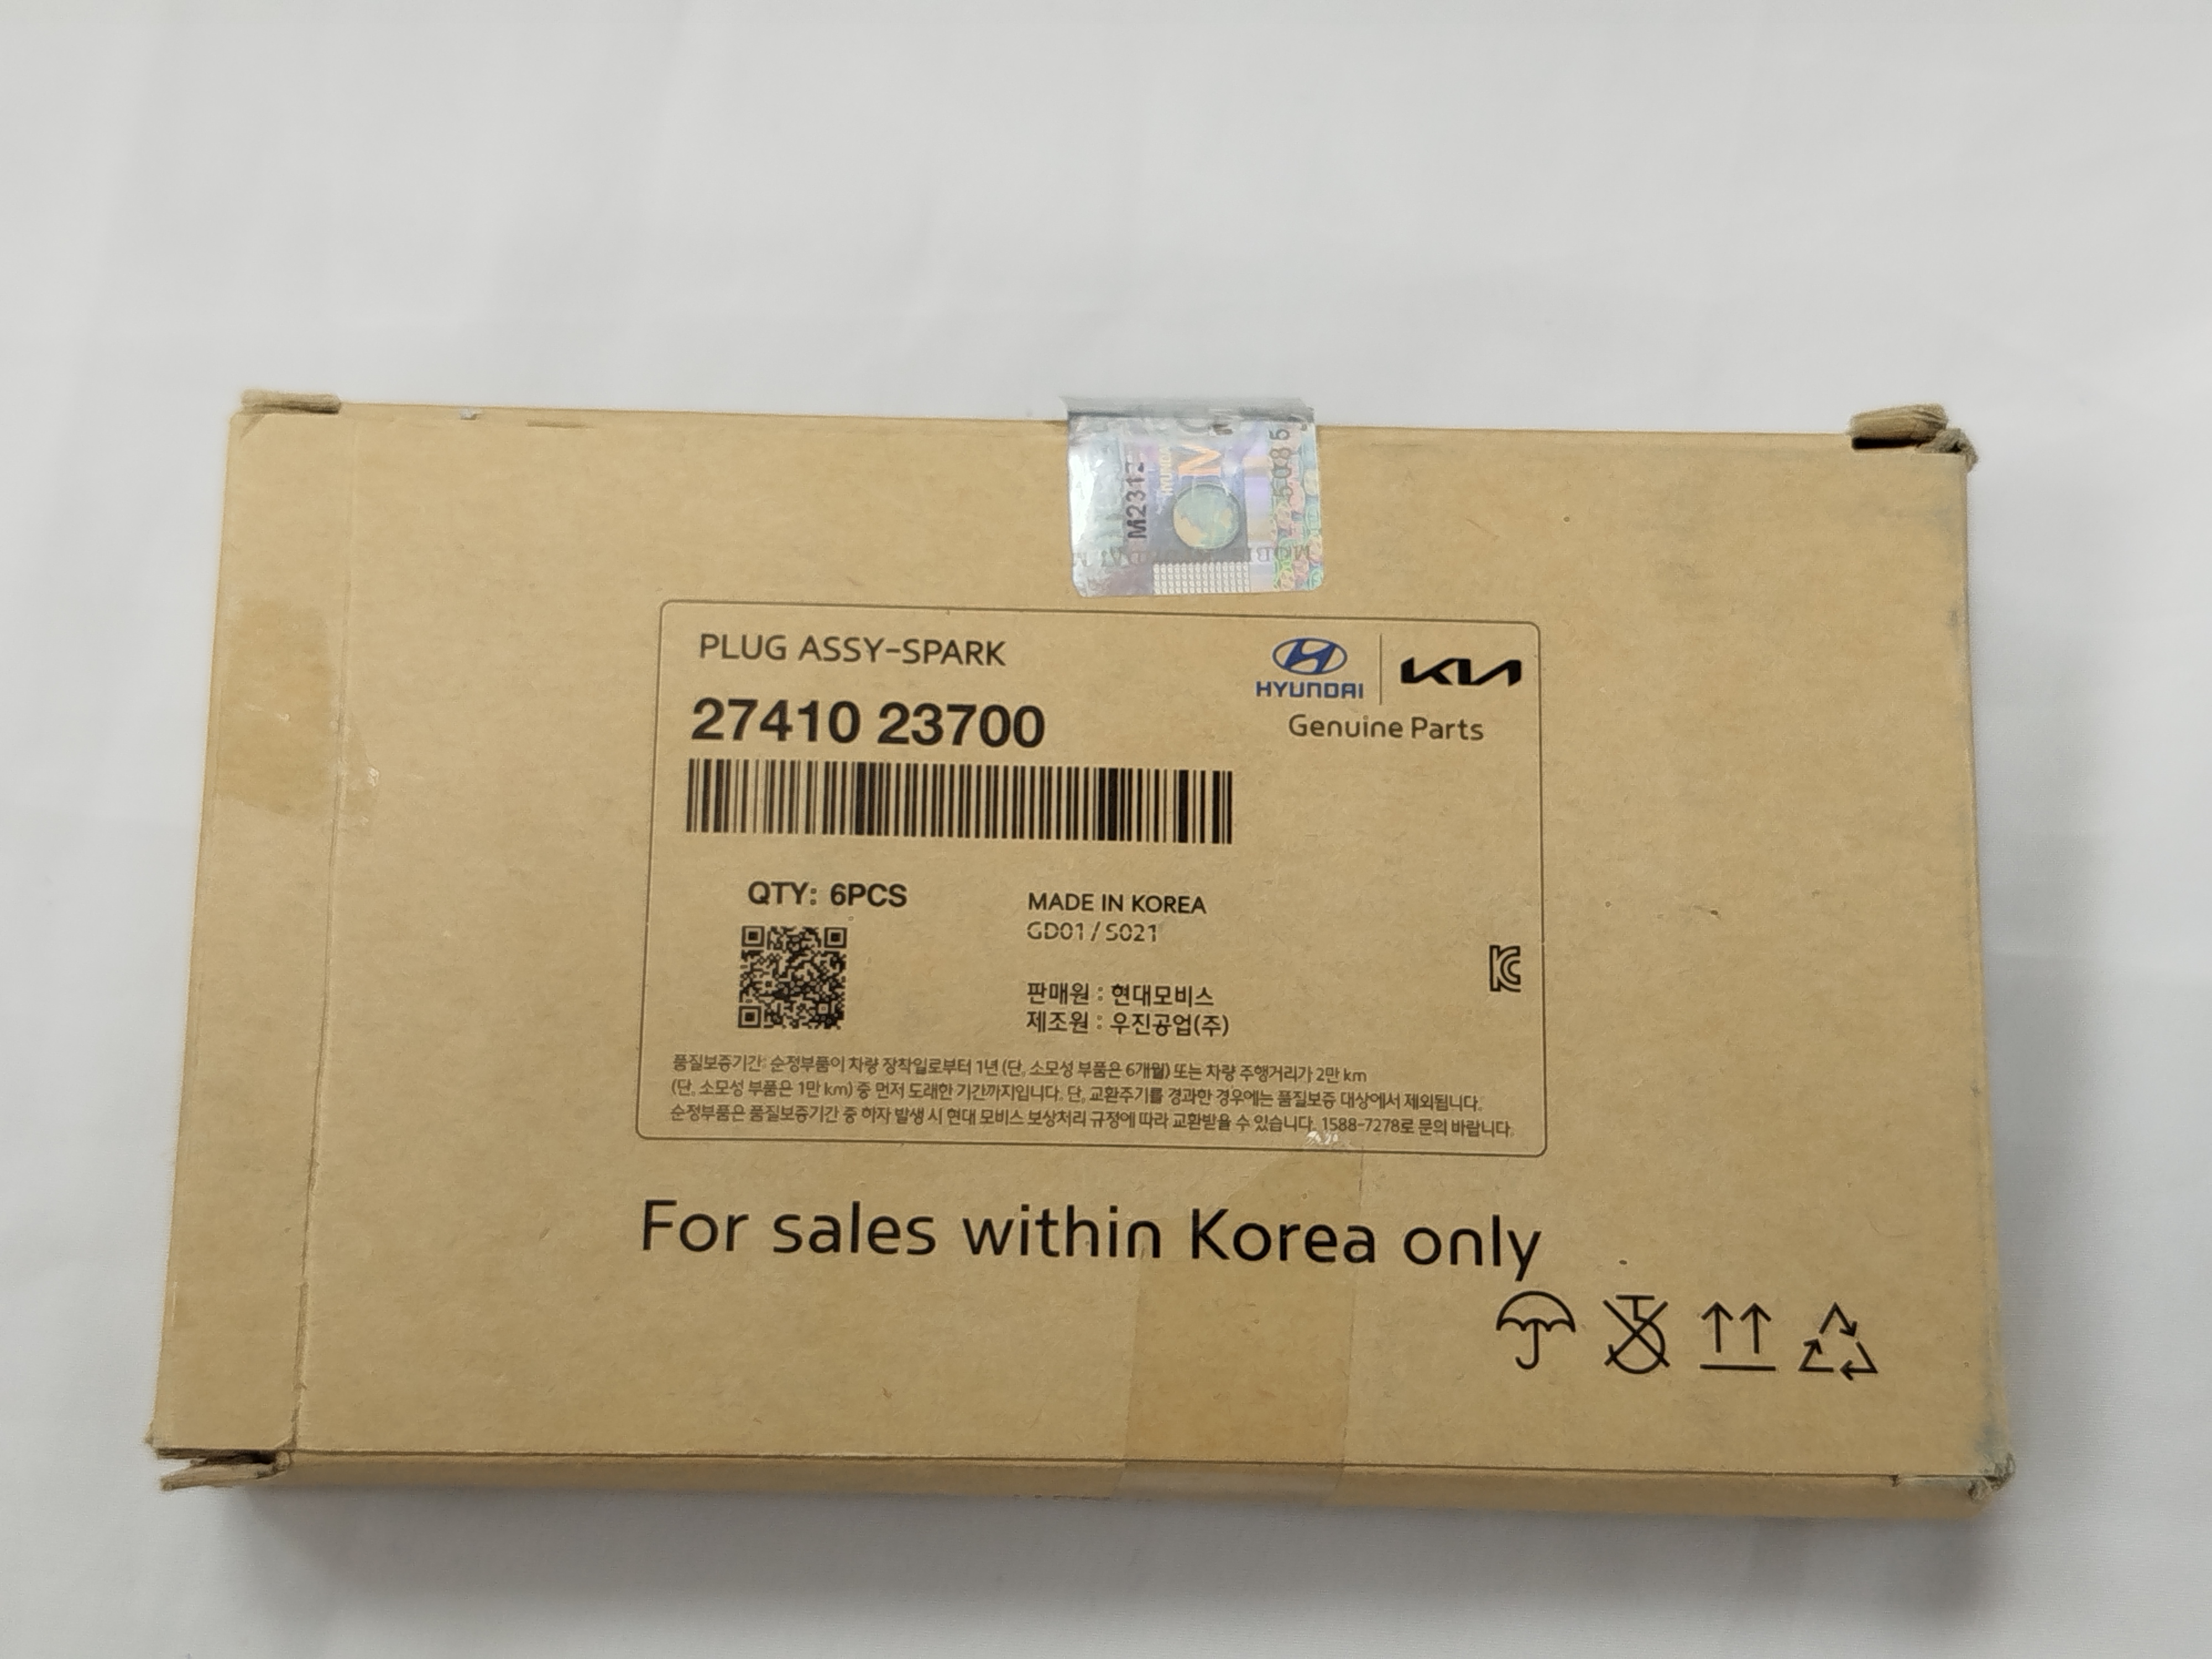 M2312
HYUNDAI
M
5085
MOBIS
PLUG ASSY-SPARK
HYUNDAI
KIA
27410 23700
Genuine Parts
QTY: 6PCS
MADE IN KOREA
GD01 / S021
판매원 : 현대모비스
제조원 : 우진공업(주)
품질보증기간: 순정부품이 차량 장착일로부터 1년 (단, 소모성 부품은 6개월) 또는 차량 주행거리가 2만 km
(단, 소모성 부품은 1만 km) 중 먼저 도래한 기간까지입니다. 단, 교환주기를 경과한 경우에는 품질보증 대상에서 제외됩니다.
순정부품은 품질보증기간 중 하자 발생 시 현대 모비스 보상처리 규정에 따라 교환받을 수 있습니다. 1588-7278로 문의 바랍니다.
For sales within Korea only